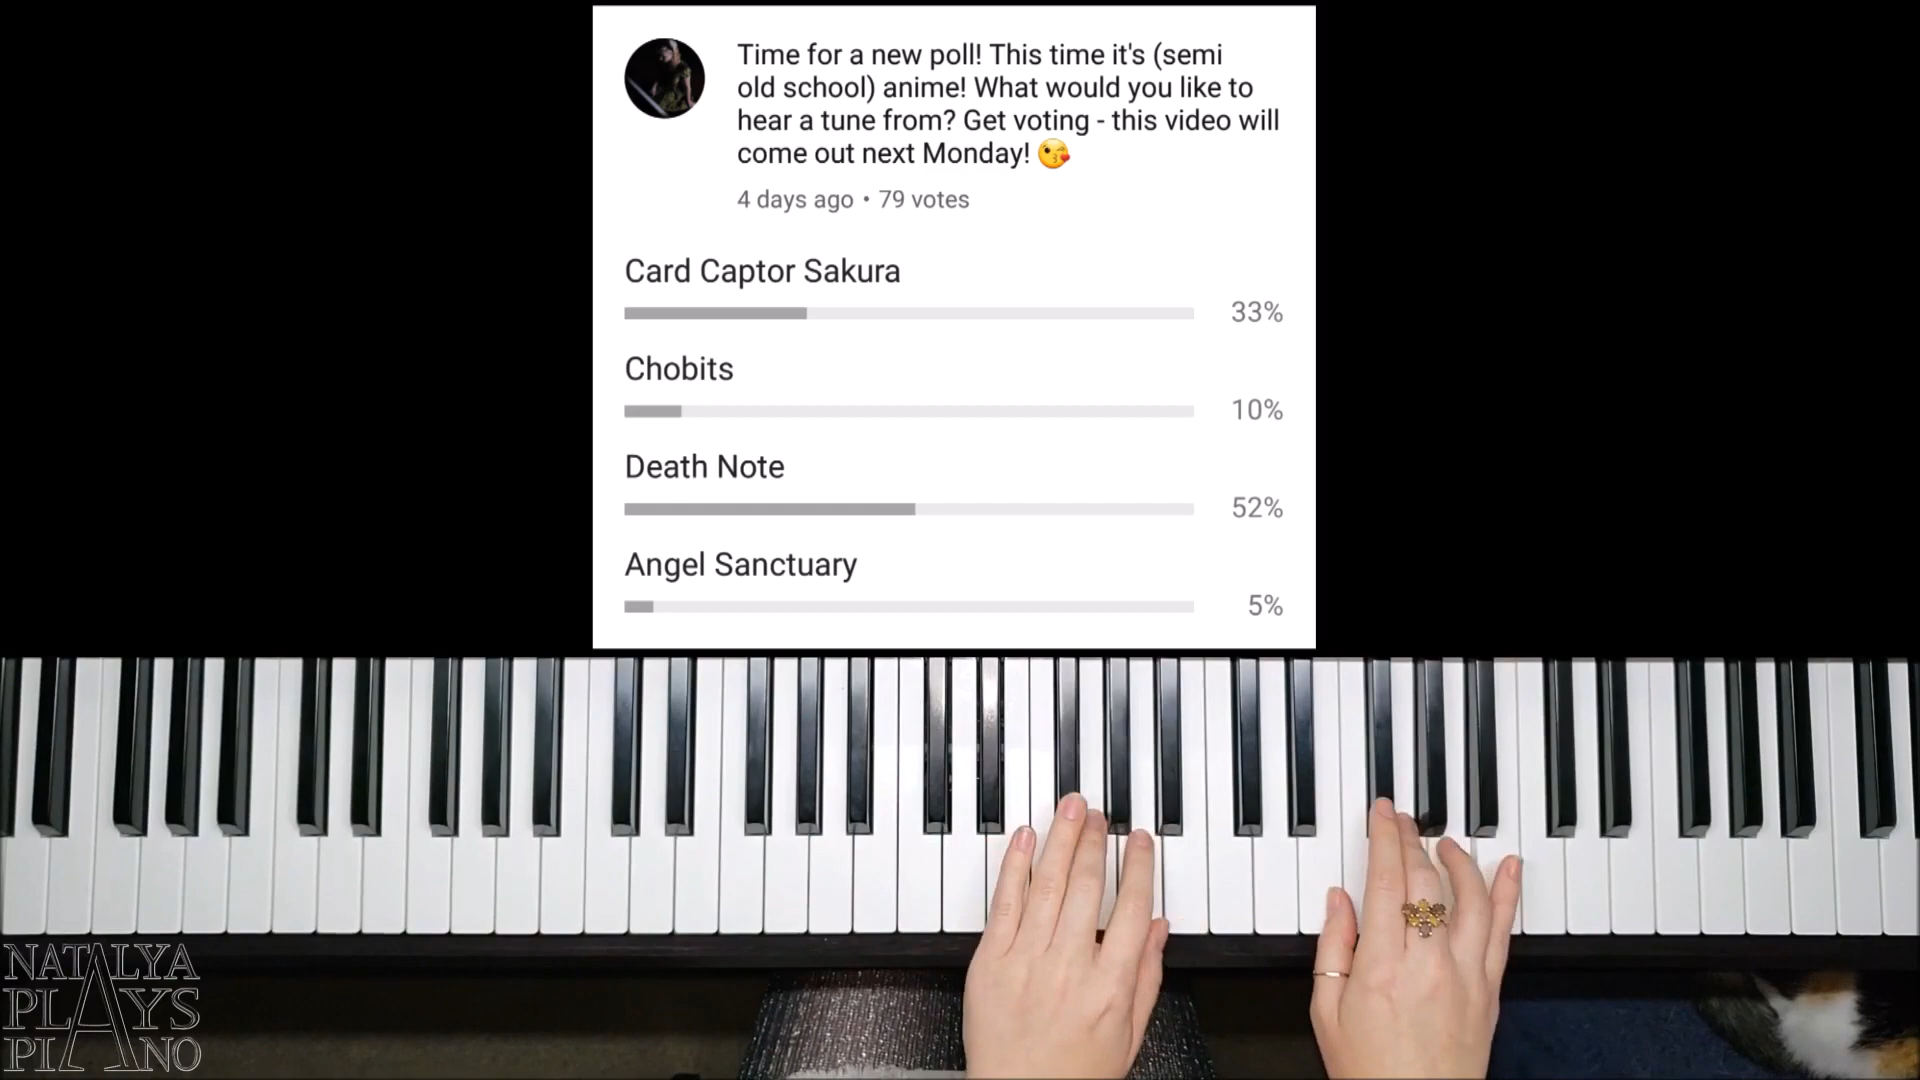 Time for a new poll! This time it's (semi
old school) anime! What would you like to
hear a tune from? Get voting - this video will
come out next Monday! 😘
4 days ago • 79 votes
Card Captor Sakura
33%
Chobits
10%
Death Note
52%
Angel Sanctuary
5%
NATALYA
PLAYS
PIANO